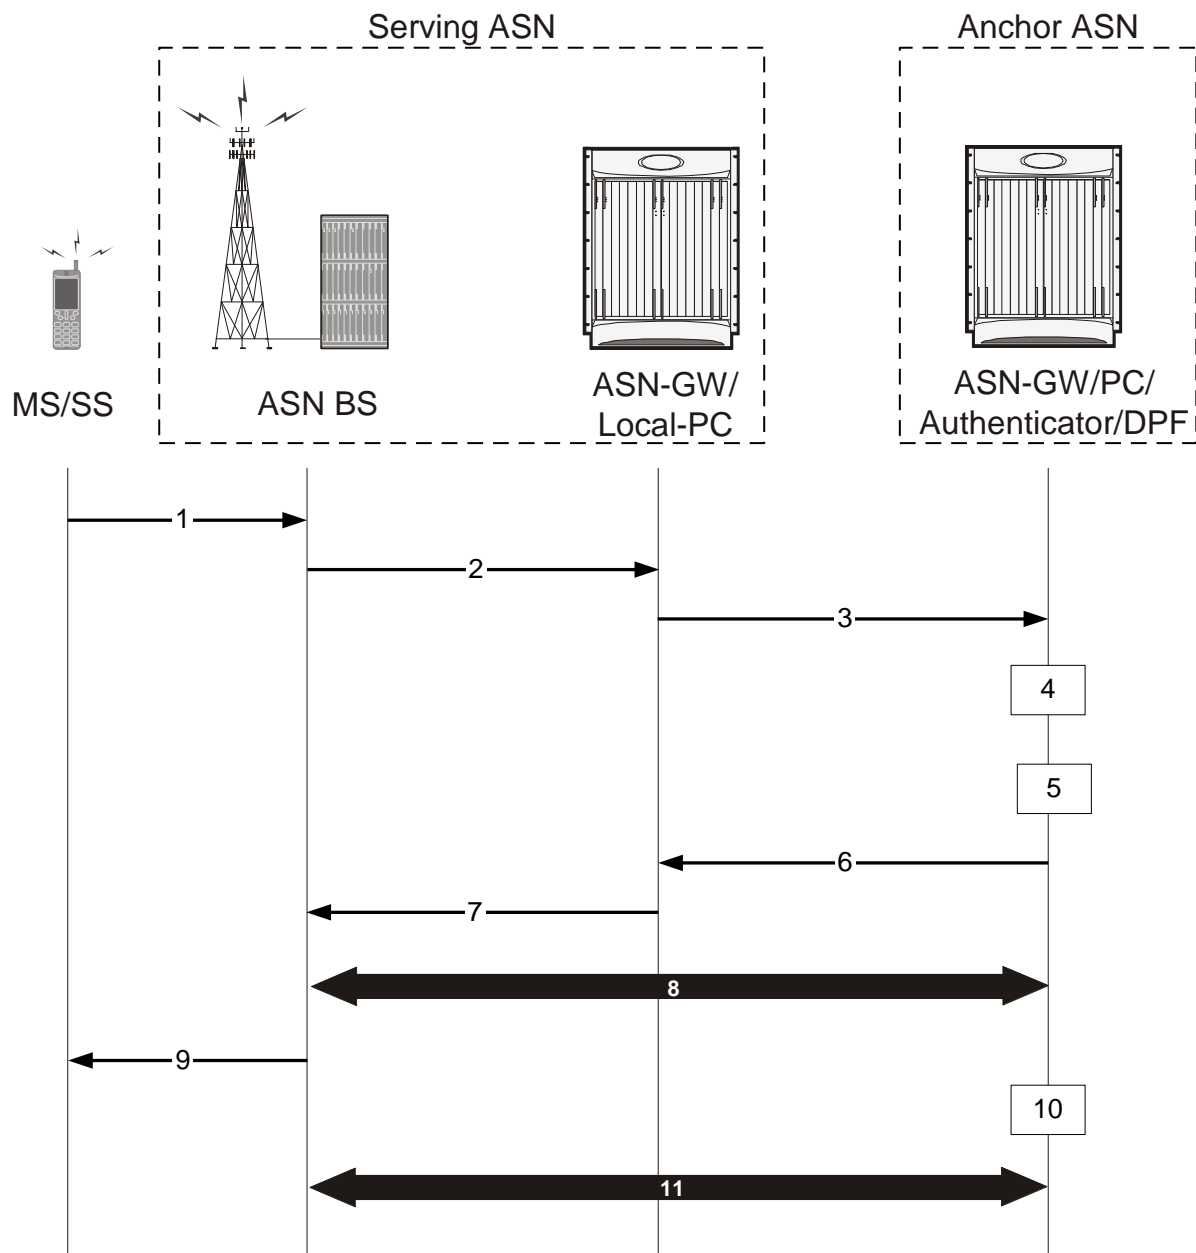 Serving ASN
Anchor ASN
MS/SS
ASN BS
ASN-GW/
Local-PC
ASN-GW/PC/
Authenticator/DPF
1
2
3
4
5
6
7
8
9
10
11